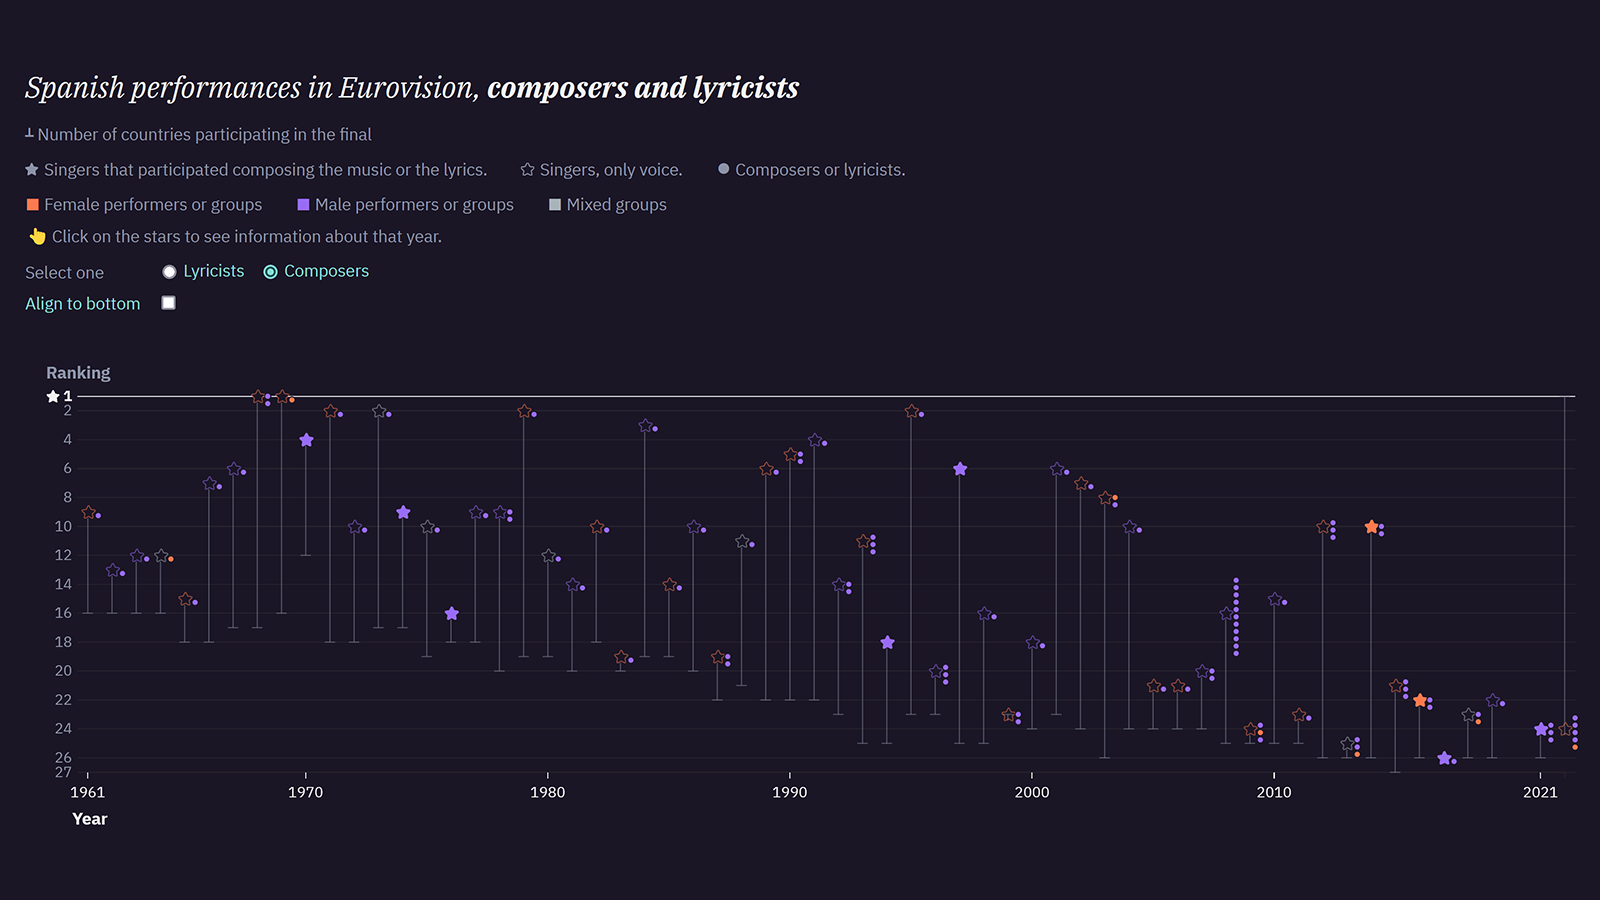 Spanish performances in Eurovision, composers and lyricists
Number of countries participating in the final
Singers that participated composing the music or the lyrics. Singers, only voice. Composers or lyricists.
Female performers or groups Male performers or groups Mixed groups
Click on the stars to see information about that year.
Select one Lyricists Composers
Align to bottom
Ranking
1
2
4
6
8
10
12
14
16
18
20
22
24
26
27
1961 1970 1980 1990 2000 2010 2021
Year